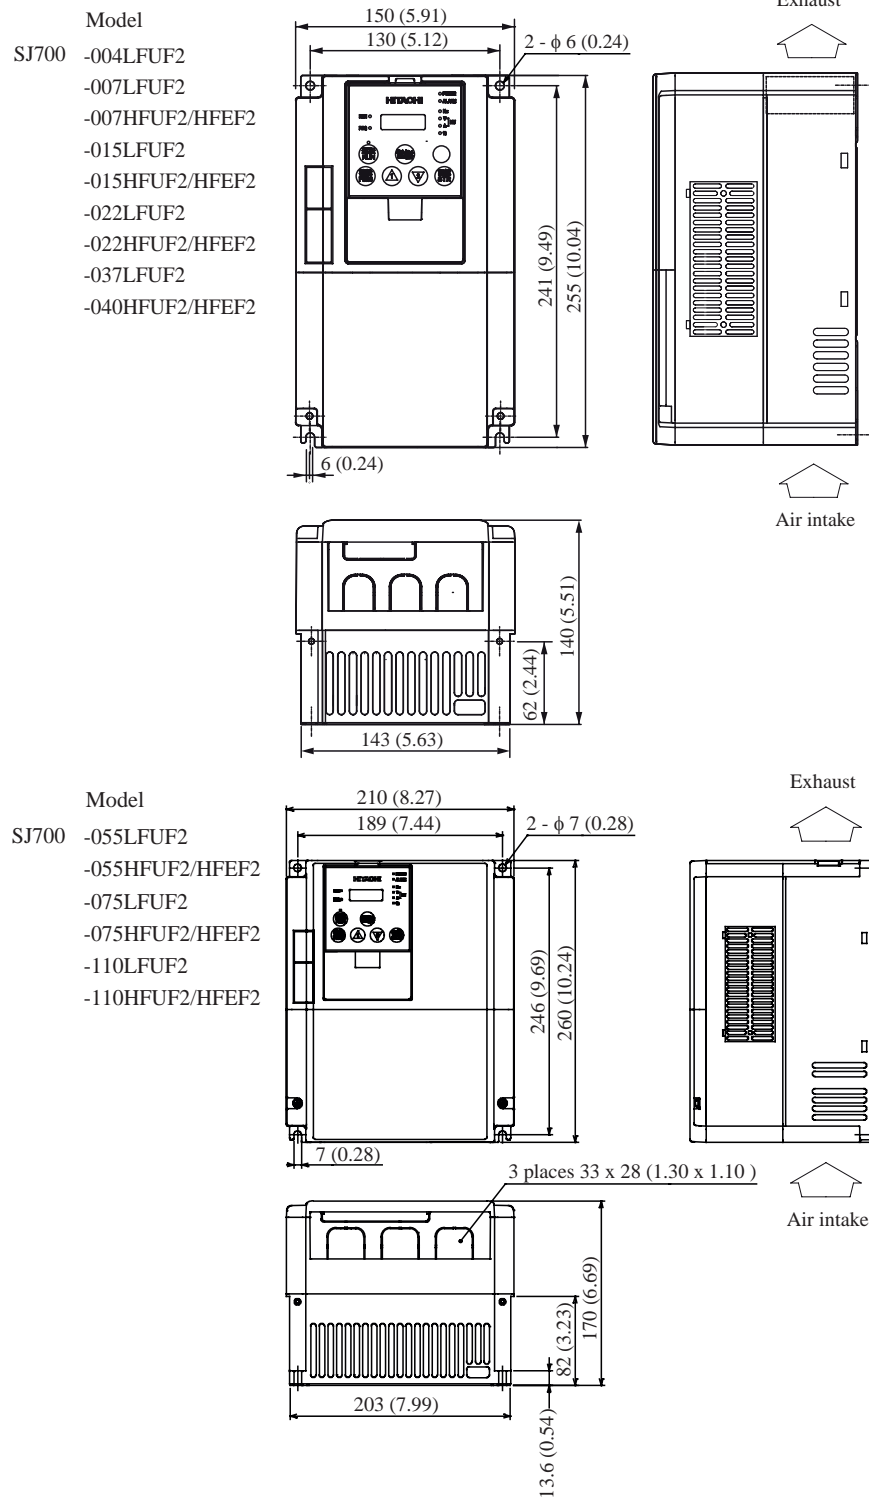 Exhaust
Model
SJ700 -004LFUF2
-007LFUF2
-007HFUF2/HFEF2
-015LFUF2
-015HFUF2/HFEF2
-022LFUF2
-022HFUF2/HFEF2
-037LFUF2
-040HFUF2/HFEF2
150 (5.91)
130 (5.12)
2 - ϕ 6 (0.24)
HITACHI
241 (9.49)
255 (10.04)
6 (0.24)
Air intake
140 (5.51)
62 (2.44)
143 (5.63)
Model
SJ700 -055LFUF2
-055HFUF2/HFEF2
-075LFUF2
-075HFUF2/HFEF2
-110LFUF2
-110HFUF2/HFEF2
210 (8.27)
189 (7.44)
2 - ϕ 7 (0.28)
Exhaust
HITACHI
246 (9.69)
260 (10.24)
7 (0.28)
3 places 33 x 28 (1.30 x 1.10 )
Air intake
170 (6.69)
82 (3.23)
13.6 (0.54)
203 (7.99)